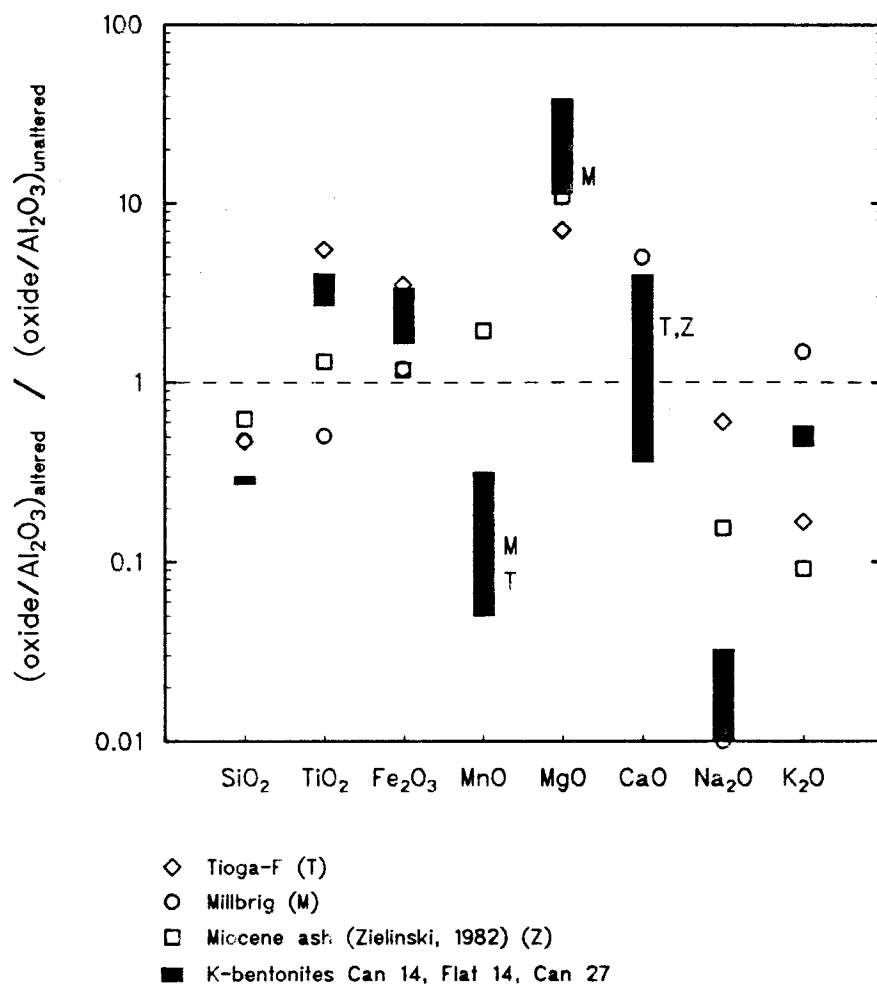 (oxide/Al₂O₃)altered / (oxide/Al₂O₃)unaltered
100
10
1
0.1
0.01
M
T,Z
M
T
SiO₂ TiO₂ Fe₂O₃ MnO MgO CaO Na₂O K₂O
Tioga-F (T)
Millbrig (M)
Miocene ash (Zielinski, 1982) (Z)
K-bentonites Can 14, Flat 14, Can 27